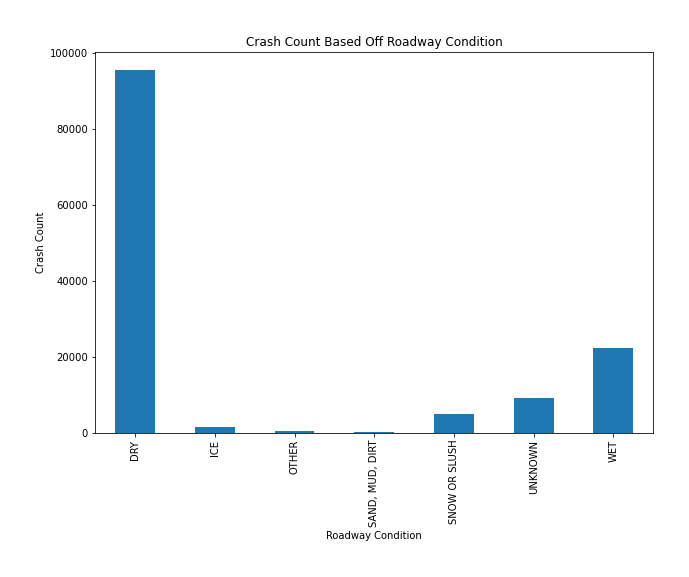 Crash Count Based Off Roadway Condition
100000
80000
60000
40000
20000
0
Crash Count
DRY
ICE
OTHER
SAND, MUD, DIRT
SNOW OR SLUSH
UNKNOWN
WET
Roadway Condition